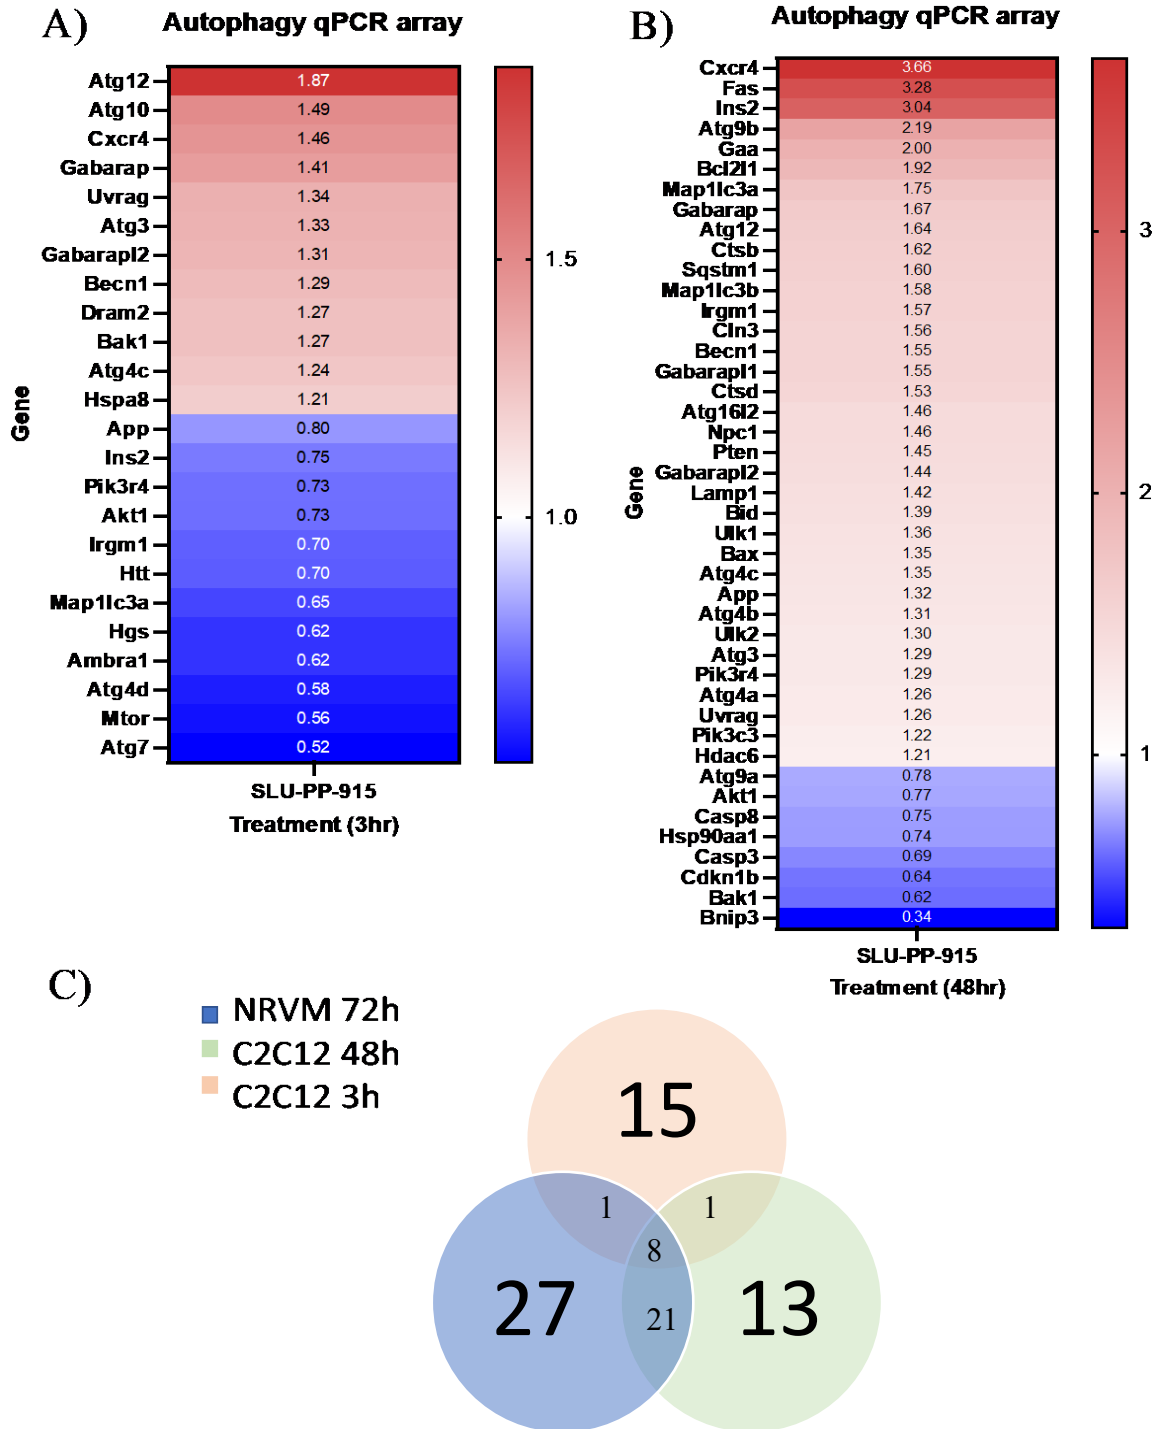 A)
Autophagy qPCR array
Gene
Atg12 1.87
Atg10 1.49
Cxcr4 1.46
Gabarap 1.41
Uvrag 1.34
Atg3 1.33
Gabarapl2 1.31
Becn1 1.29
Dram2 1.27
Bak1 1.27
Atg4c 1.24
Hspa8 1.21
App 0.80
Ins2 0.75
Pik3r4 0.73
Akt1 0.73
Irgm1 0.70
Htt 0.70
Map1lc3a 0.65
Hgs 0.62
Ambra1 0.62
Atg4d 0.58
Mtor 0.56
Atg7 0.52
1.5
1.0
SLU-PP-915
Treatment (3hr)
B)
Autophagy qPCR array
Gene
Cxcr4 3.66
Fas 3.28
Ins2 3.04
Atg9b 2.19
Gaa 2.00
Bcl2l1 1.92
Map1lc3a 1.75
Gabarap 1.67
Atg12 1.64
Ctsb 1.62
Sqstm1 1.60
Map1lc3b 1.58
Irgm1 1.57
Cln3 1.56
Becn1 1.55
Gabarapl1 1.55
Ctsd 1.53
Atg16l2 1.46
Npc1 1.46
Pten 1.45
Gabarapl2 1.44
Lamp1 1.42
Bid 1.39
Ulk1 1.36
Bax 1.35
Atg4c 1.35
App 1.32
Atg4b 1.31
Ulk2 1.30
Atg3 1.29
Pik3r4 1.29
Atg4a 1.26
Uvrag 1.26
Pik3c3 1.22
Hdac6 1.21
Atg9a 0.78
Akt1 0.77
Casp8 0.75
Hsp90aa1 0.74
Casp3 0.69
Cdkn1b 0.64
Bak1 0.62
Bnip3 0.34
3
2
1
SLU-PP-915
Treatment (48hr)
C)
NRVM 72h
C2C12 48h
C2C12 3h
15
1
1
8
27
21
13